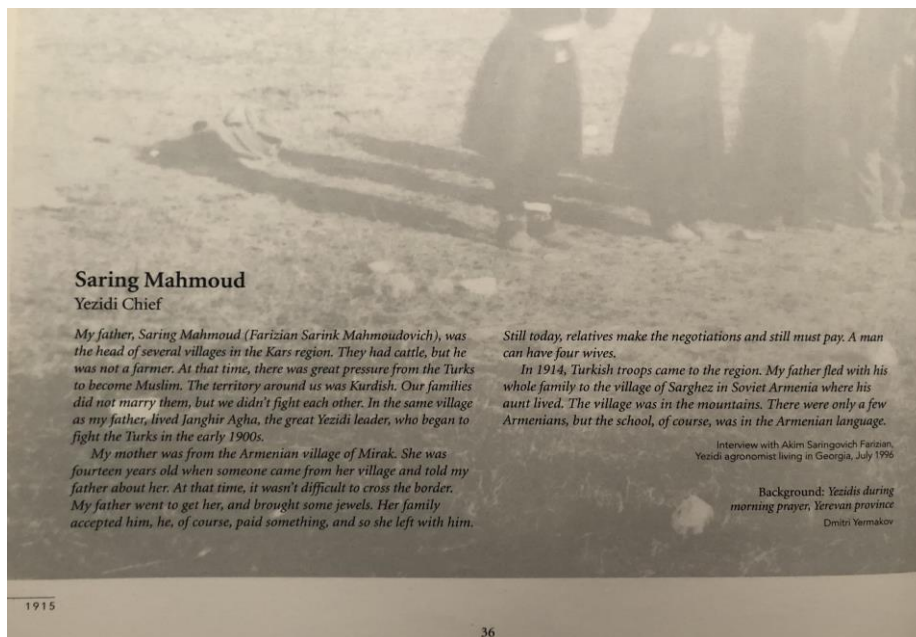 Saring Mahmoud
Yezidi Chief
My father, Saring Mahmoud (Farizian Sarink Mahmoudovich), was
the head of several villages in the Kars region. They had cattle, but he
was not a farmer. At that time, there was great pressure from the Turks
to become Muslim. The territory around us was Kurdish. Our families
did not marry them, but we didn't fight each other. In the same village
as my father, lived Janghir Agha, the great Yezidi leader, who began to
fight the Turks in the early 1900s.
My mother was from the Armenian village of Mirak. She was
fourteen years old when someone came from her village and told my
father about her. At that time, it wasn't difficult to cross the border.
My father went to get her, and brought some jewels. Her family
accepted him, he, of course, paid something, and so she left with him.
Still today, relatives make the negotiations and still must pay. A man
can have four wives.
In 1914, Turkish troops came to the region. My father fled with his
whole family to the village of Sarghez in Soviet Armenia where his
aunt lived. The village was in the mountains. There were only a few
Armenians, but the school, of course, was in the Armenian language.
Interview with Akim Saringovich Farizian,
Yezidi agronomist living in Georgia, July 1996
Background: Yezidis during
morning prayer, Yerevan province
Dmitri Yermakov
1915
36